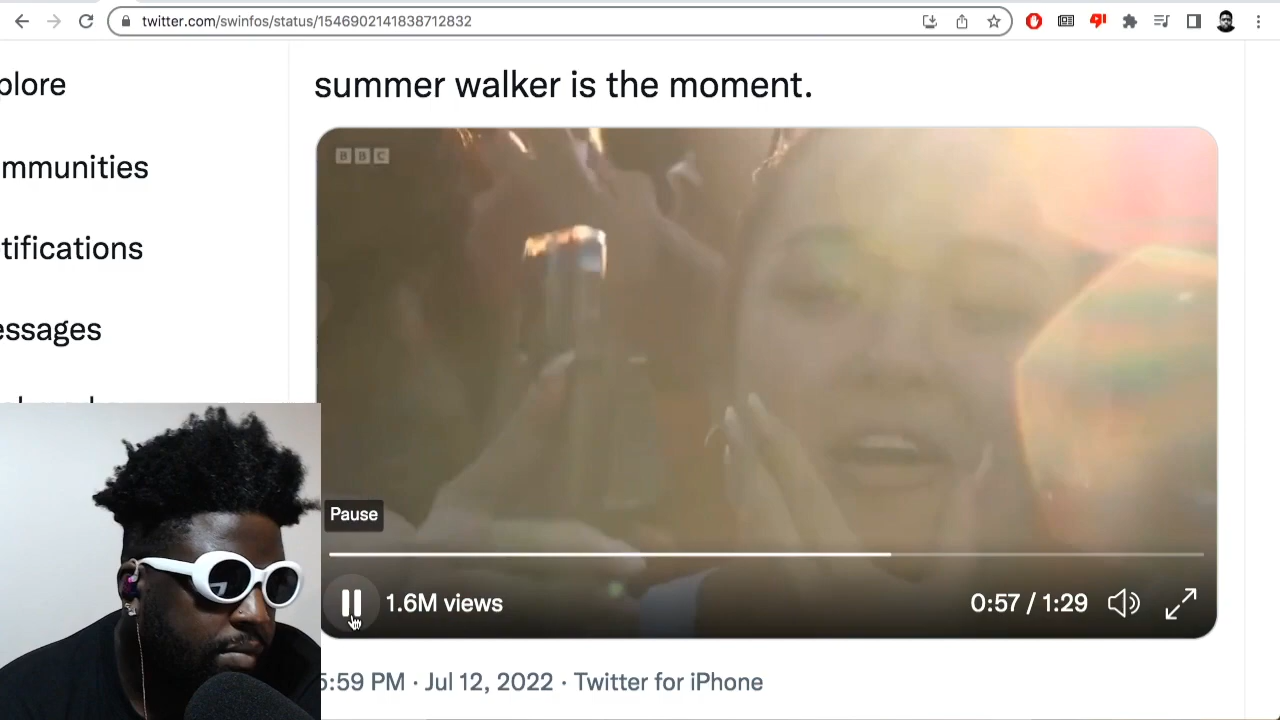 twitter.com/swinfos/status/1546902141838712832
plore
summer walker is the moment.
BBC
mmunities
tifications
essages
Pause
1.6M views
0:57 / 1:29
5:59 PM · Jul 12, 2022 · Twitter for iPhone